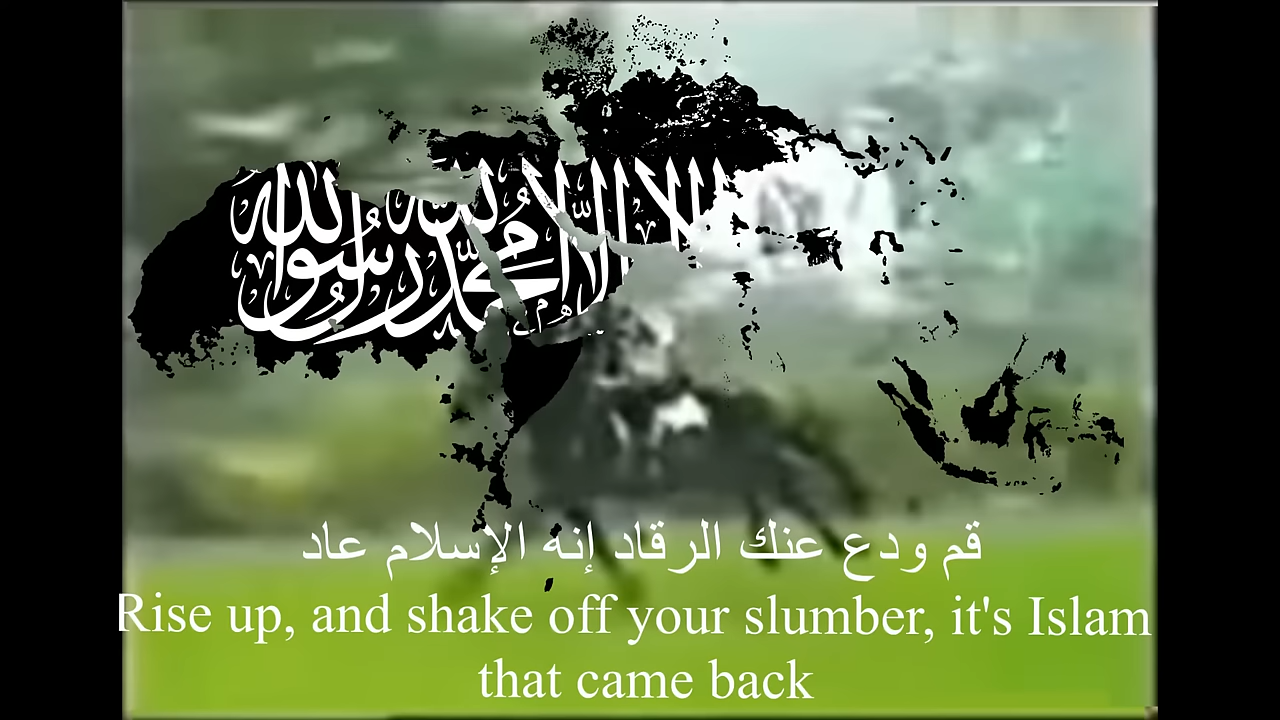 لا إله إلا الله محمد رسول الله
قم ودع عنك الرقاد إنه الإسلام عاد
Rise up, and shake off your slumber, it's Islam
that came back